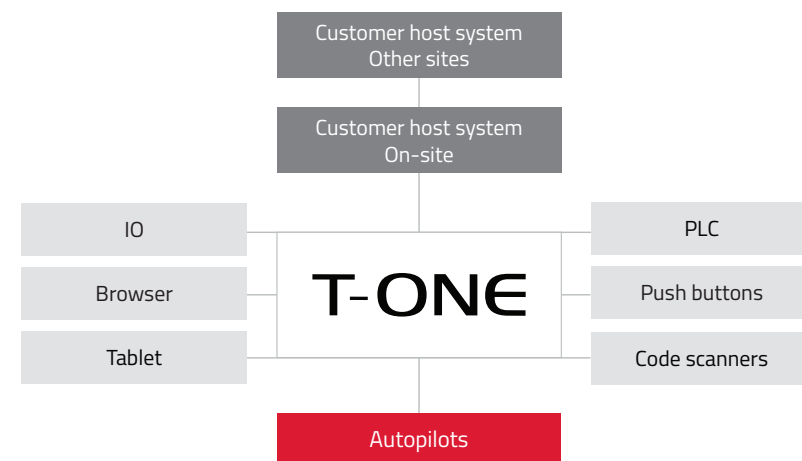 Customer host system
Other sites
Customer host system
On-site
IO
PLC
Browser
T-ONE
Push buttons
Tablet
Code scanners
Autopilots